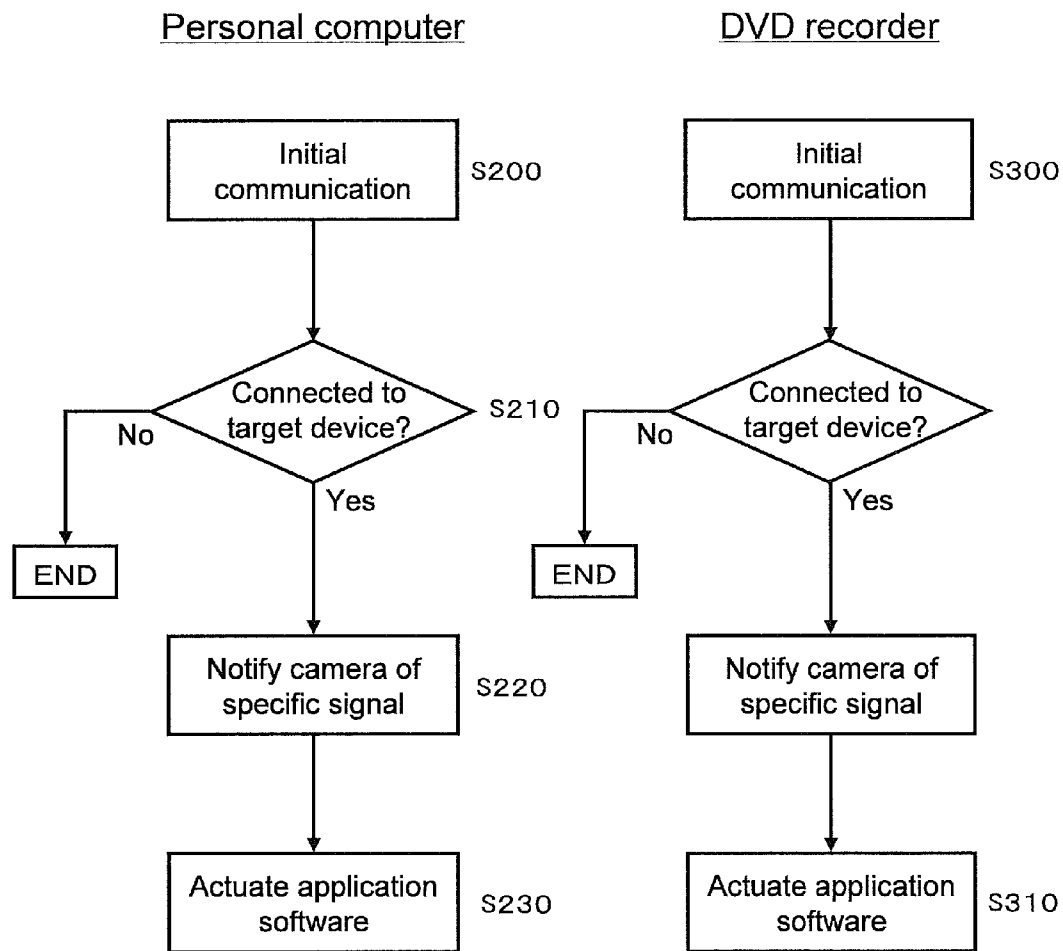 Personal computer
Initial
communication
S200
Connected to
target device?
S210
No
Yes
END
Notify camera of
specific signal
S220
Actuate application
software
S230
DVD recorder
Initial
communication
S300
Connected to
target device?
No
Yes
END
Notify camera of
specific signal
Actuate application
software
S310